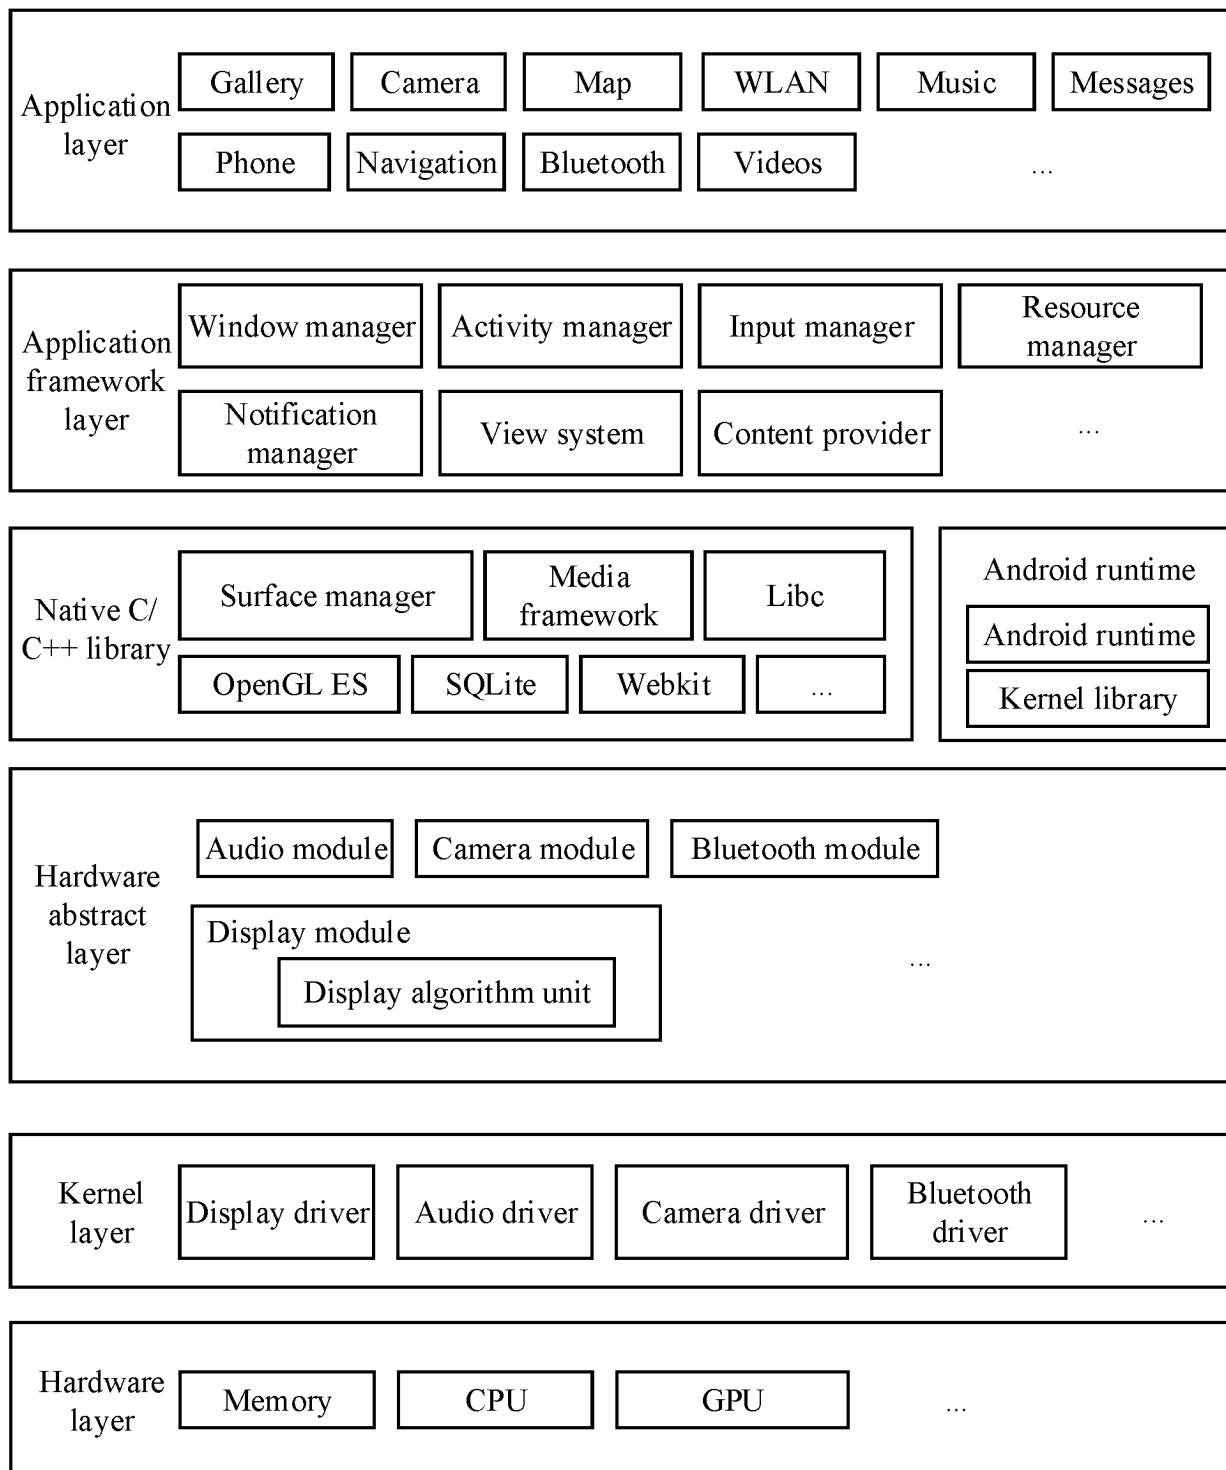 Application
layer
Gallery
Camera
Map
WLAN
Music
Messages
Phone
Navigation
Bluetooth
Videos
...
Application
framework
layer
Window manager
Activity manager
Input manager
Resource
manager
Notification
manager
View system
Content provider
...
Native C/
C++ library
Surface manager
Media
framework
Libc
OpenGL ES
SQLite
Webkit
...
Android runtime
Android runtime
Kernel library
Hardware
abstract
layer
Audio module
Camera module
Bluetooth module
Display module
Display algorithm unit
...
Kernel
layer
Display driver
Audio driver
Camera driver
Bluetooth
driver
...
Hardware
layer
Memory
CPU
GPU
...